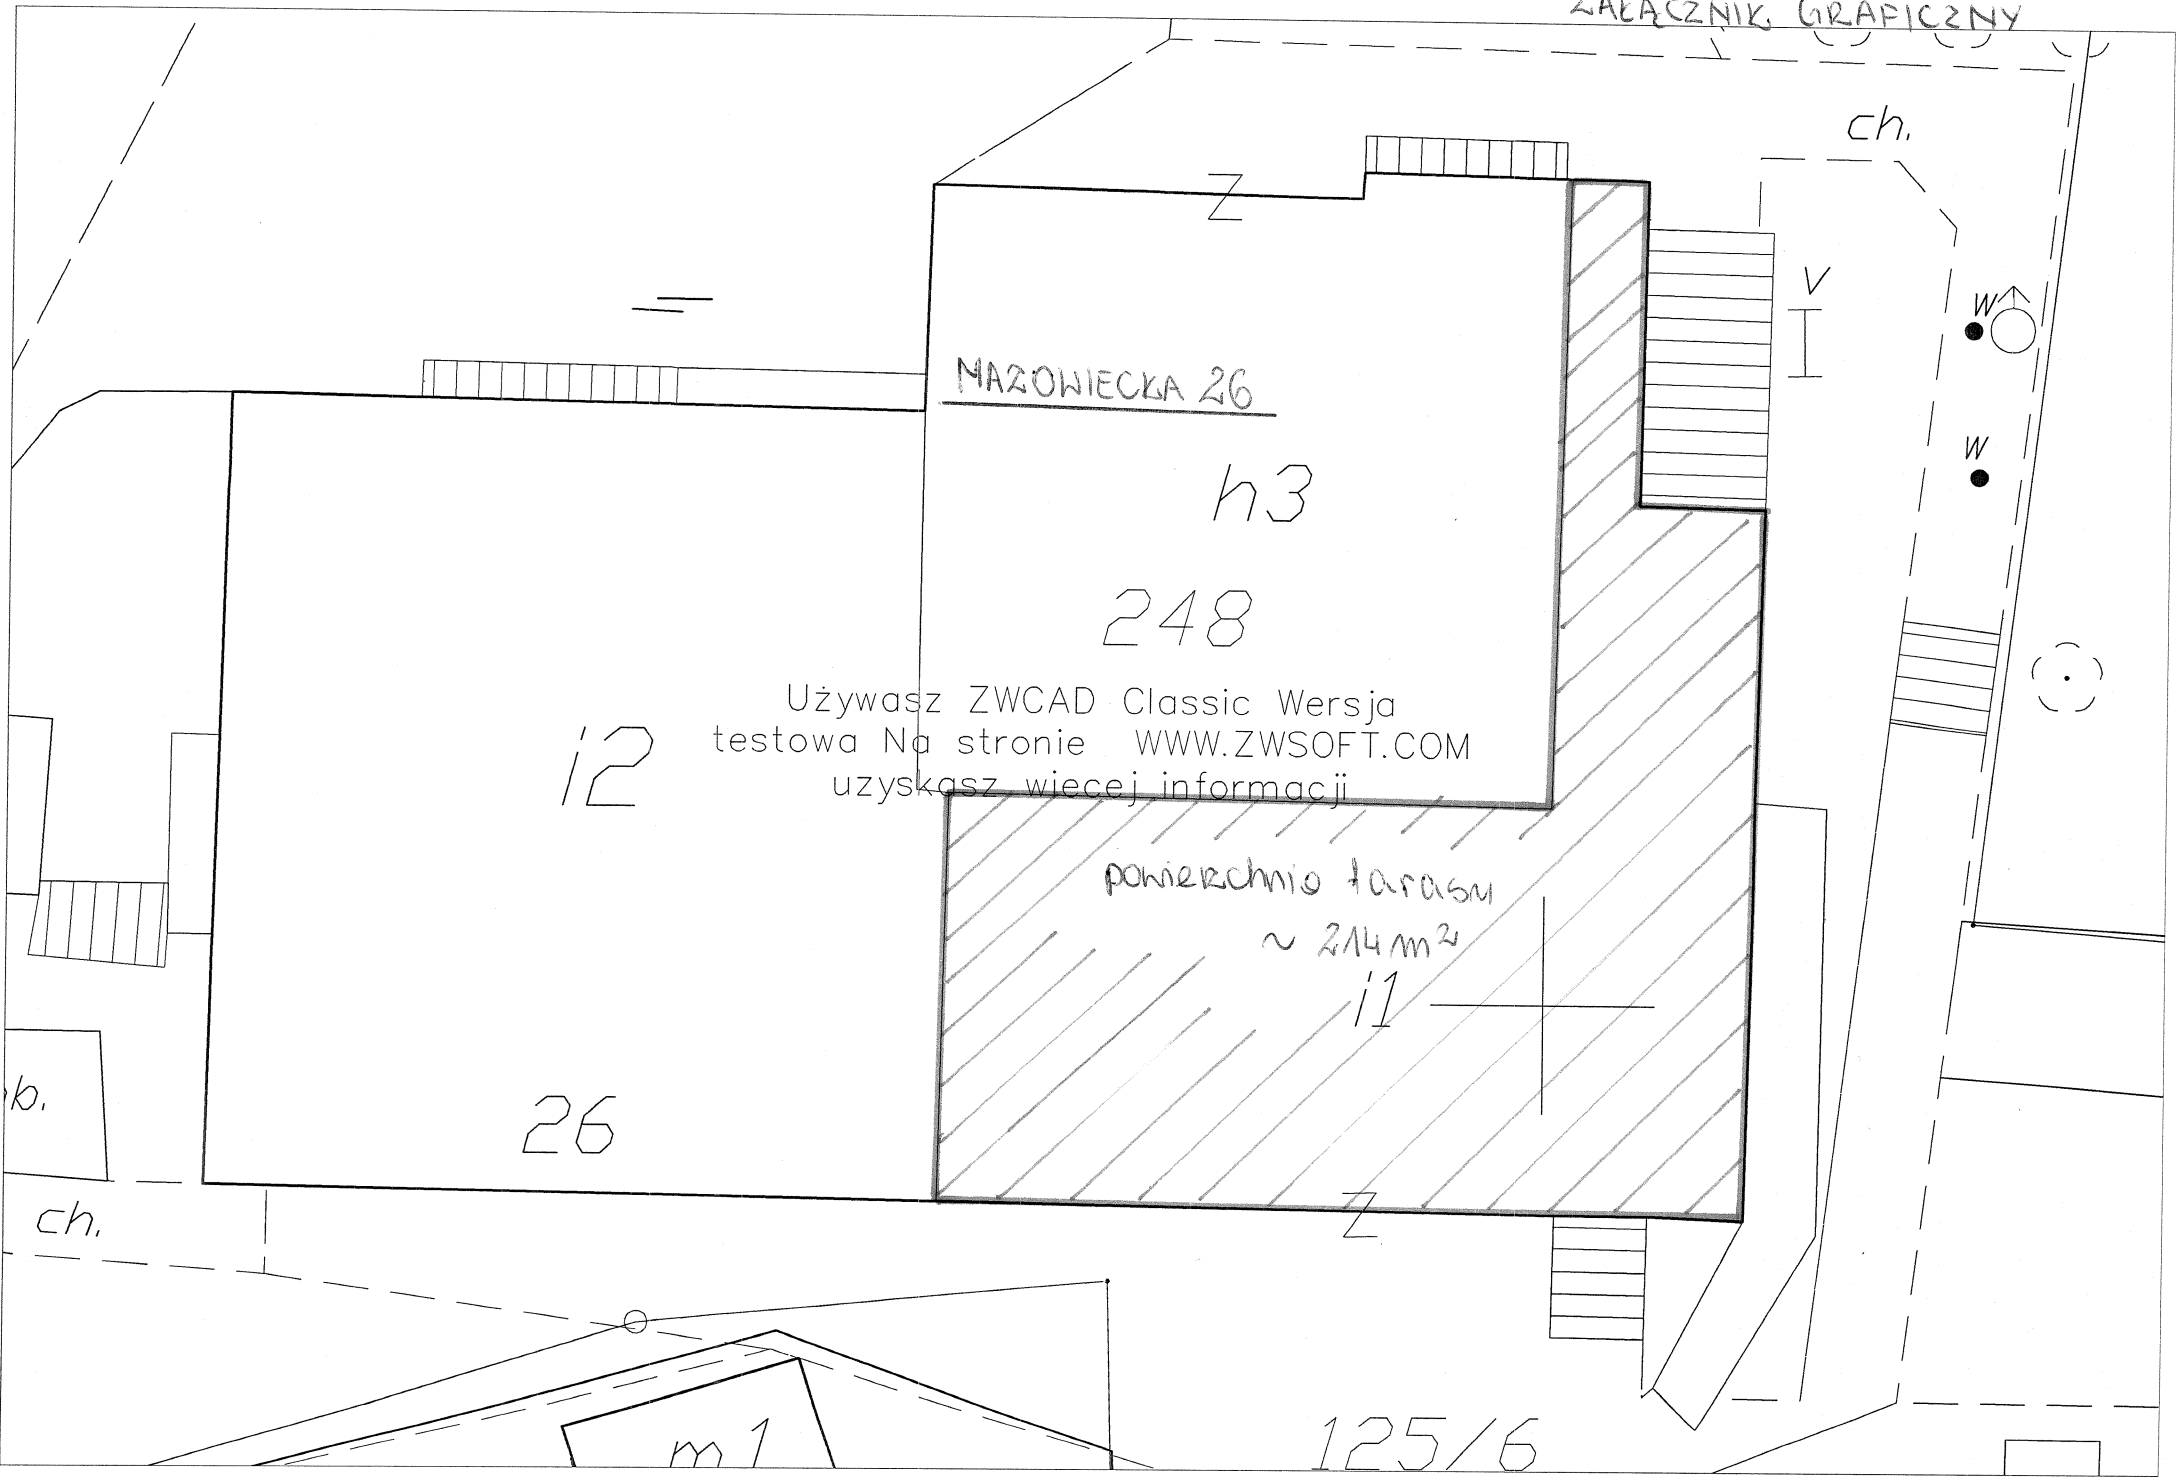 ZAŁĄCZNIK GRAFICZNY
ch.
Z
V
W
MAZOWIECKA 26
W
h3
248
Używasz ZWCAD Classic Wersja
testowa Na stronie WWW.ZWSOFT.COM
uzyskasz wiecej informacji
i2
powierzchnia tarasu
~ 214 m²
i1
b.
26
ch.
Z
m1
125/6